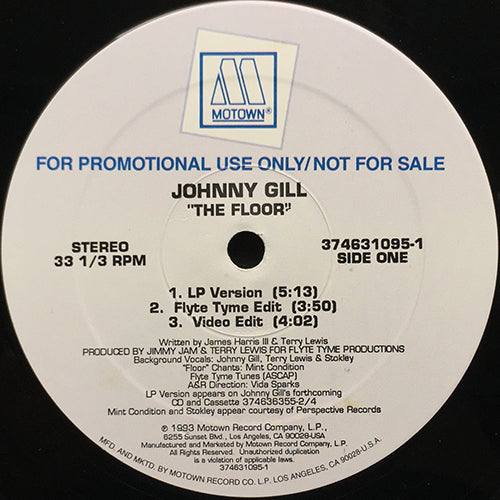 MOTOWN®
FOR PROMOTIONAL USE ONLY/NOT FOR SALE
JOHNNY GILL
"THE FLOOR"
STEREO
33 1/3 RPM
374631095-1
SIDE ONE
1. LP Version (5:13)
2. Flyte Tyme Edit (3:50)
3. Video Edit (4:02)
Written by James Harris III & Terry Lewis
PRODUCED BY JIMMY JAM & TERRY LEWIS FOR FLYTE TYME PRODUCTIONS
Background Vocals: Johnny Gill, Terry Lewis & Stokley
"Floor" Chants: Mint Condition
Flyte Tyme Tunes (ASCAP)
A&R Direction: Vida Sparks
LP Version appears on Johnny Gill's forthcoming
CD and Cassette 374636355-2/4
Mint Condition and Stokley appear courtesy of Perspective Records
℗ 1993 Motown Record Company, L.P.,
6255 Sunset Blvd., Los Angeles, CA 90028-USA
Manufactured and Marketed by Motown Record Company, L.P.
All Rights Reserved. Unauthorized duplication
is a violation of applicable laws.
374631095-1
MFD. AND MKTD. BY MOTOWN RECORD CO. L.P. LOS ANGELES, CA 90028-U.S.A.